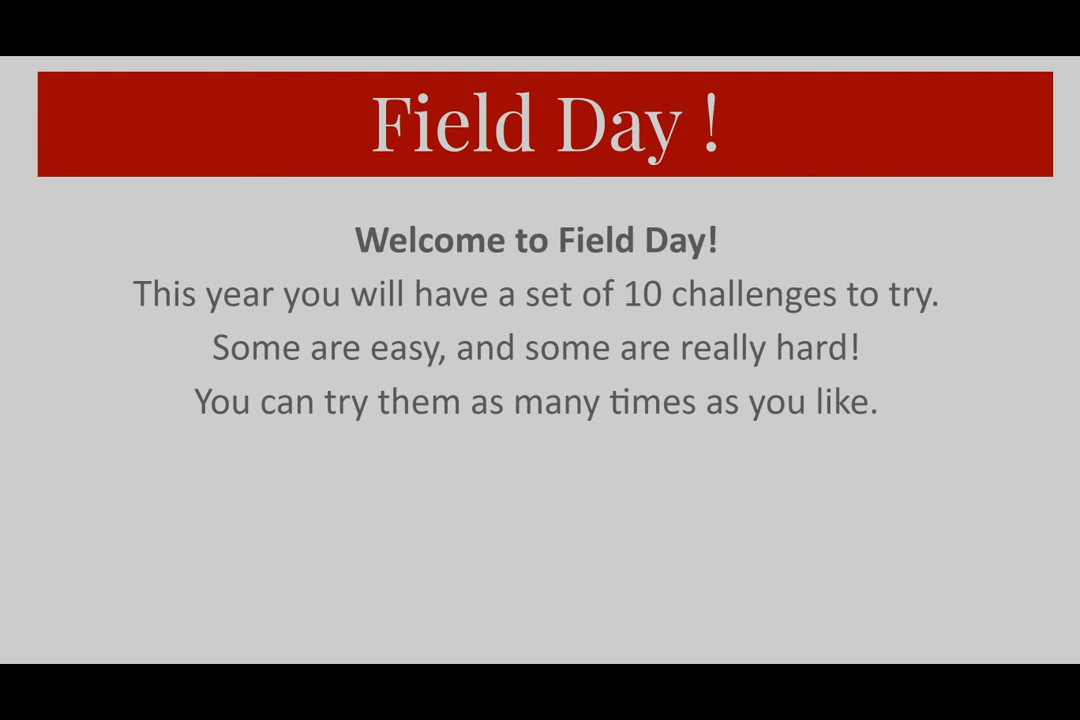 Field Day !
Welcome to Field Day!
This year you will have a set of 10 challenges to try.
Some are easy, and some are really hard!
You can try them as many times as you like.